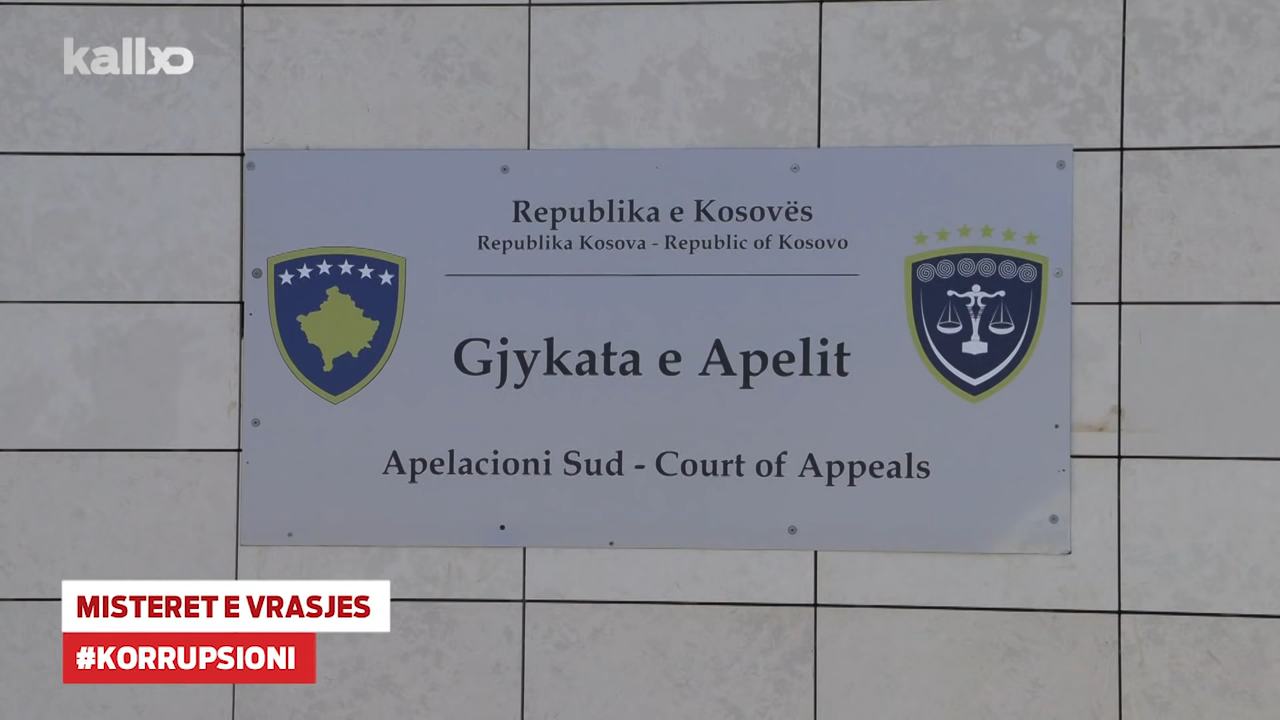 kallxo
Republika e Kosovës
Republika Kosova - Republic of Kosovo
Gjykata e Apelit
Apelacioni Sud - Court of Appeals
MISTERET E VRASJES
#KORRUPSIONI